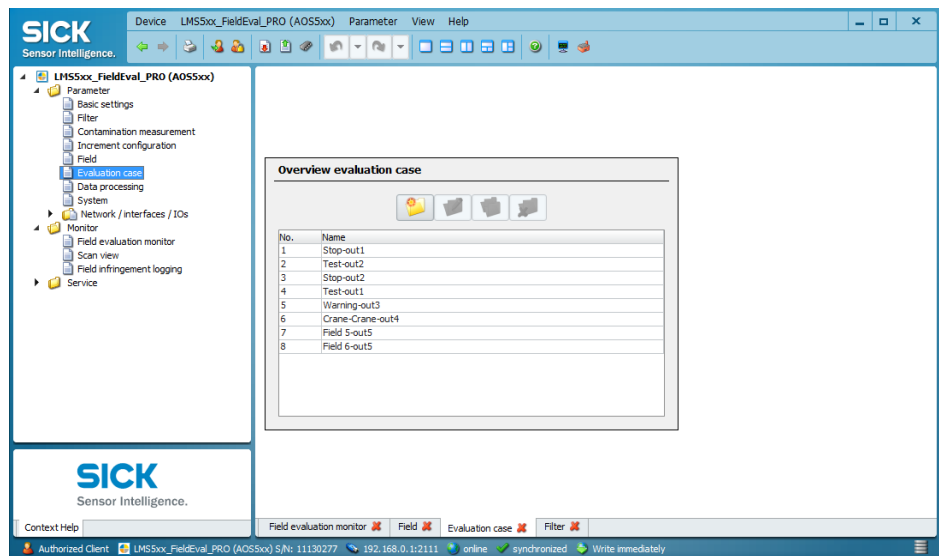 SICK
Sensor Intelligence.
Device LMS5xx_FieldEval_PRO (AOS5xx) Parameter View Help
LMS5xx_FieldEval_PRO (AOS5xx)
Parameter
Basic settings
Filter
Contamination measurement
Increment configuration
Field
Evaluation case
Data processing
System
Network / interfaces / IOs
Monitor
Field evaluation monitor
Scan view
Field infringement logging
Service
Overview evaluation case
No. Name
1 Stop-out1
2 Test-out2
3 Stop-out2
4 Test-out1
5 Warning-out3
6 Crane-Crane-out4
7 Field 5-out5
8 Field 6-out5
SICK
Sensor Intelligence.
Context Help
Field evaluation monitor Field Evaluation case Filter
Authorized Client LMS5xx_FieldEval_PRO (AOS5xx) S/N: 11130277 192.168.0.1:2111 online synchronized Write immediately